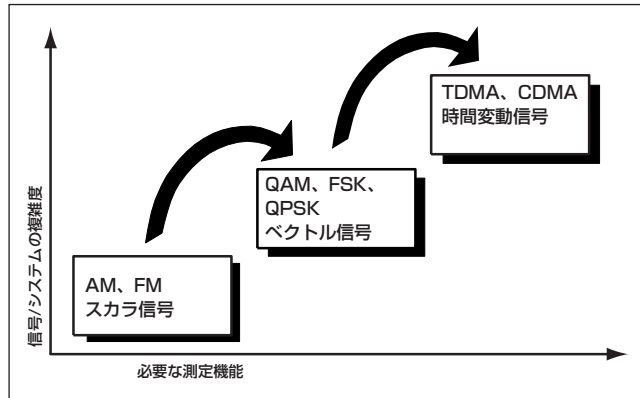 TDMA、CDMA
時間変動信号
QAM、FSK、
QPSK
ベクトル信号
AM、FM
スカラ信号
信号/システムの複雑度
必要な測定機能